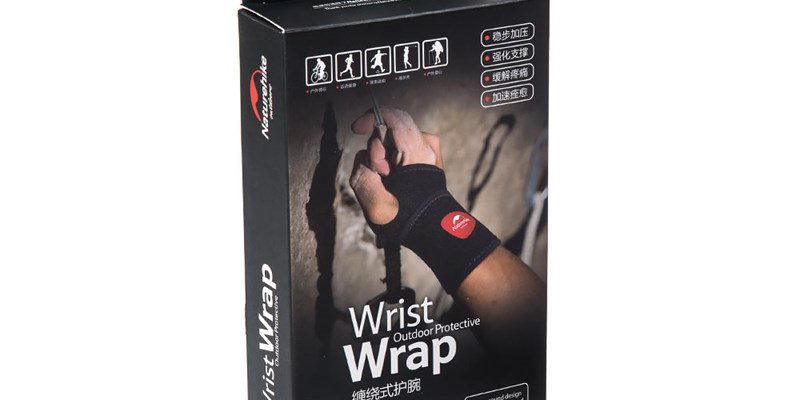 稳步加压
强化支撑
缓解疼痛
加速痊愈
Naturehike
Naturehike
Wrist
Outdoor Protective
Wrap
缠绕式护腕
Wrist Wrap
Outdoor Protective